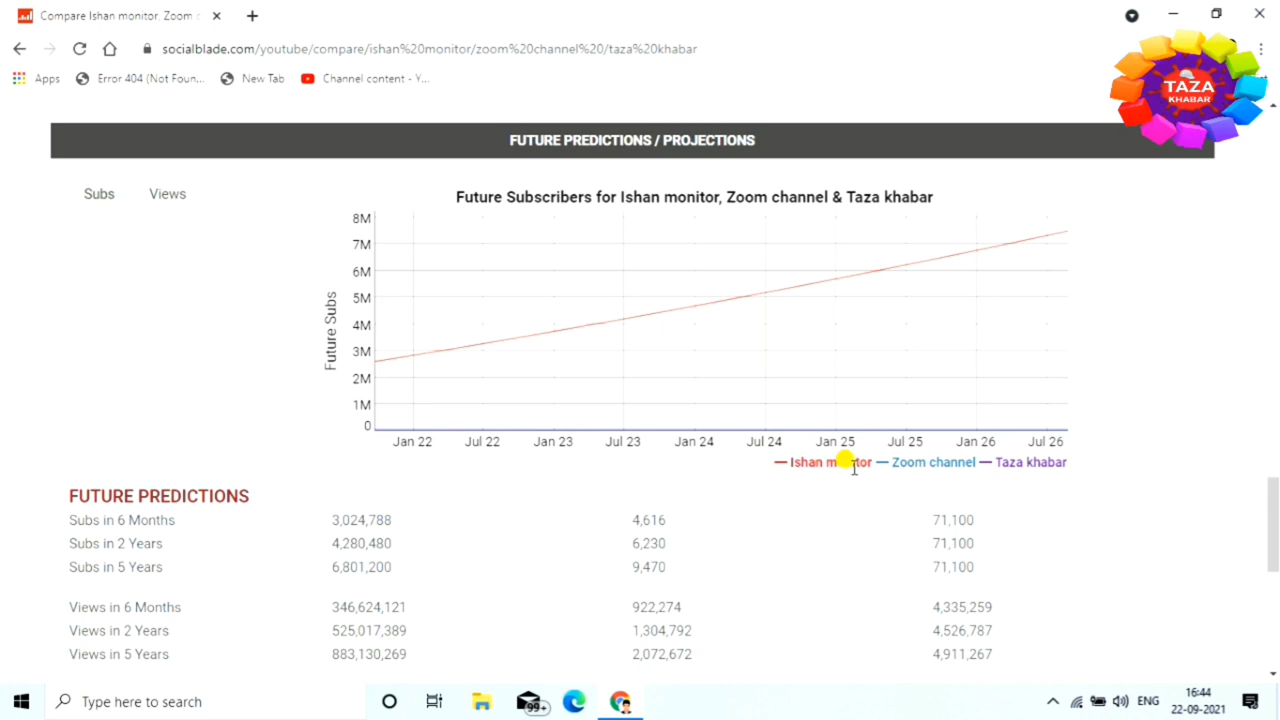 Compare Ishan monitor, Zoom c
socialblade.com/youtube/compare/ishan%20monitor/zoom%20channel%20/taza%20khabar
Apps Error 404 (Not Foun... New Tab Channel content - Y...
TAZA
KHABAR
FUTURE PREDICTIONS / PROJECTIONS
Subs Views
Future Subscribers for Ishan monitor, Zoom channel & Taza khabar
Future Subs
8M
7M
6M
5M
4M
3M
2M
1M
0
Jan 22 Jul 22 Jan 23 Jul 23 Jan 24 Jul 24 Jan 25 Jul 25 Jan 26 Jul 26
Ishan monitor Zoom channel Taza khabar
FUTURE PREDICTIONS
Subs in 6 Months 3,024,788 4,616 71,100
Subs in 2 Years 4,280,480 6,230 71,100
Subs in 5 Years 6,801,200 9,470 71,100
Views in 6 Months 346,624,121 922,274 4,335,259
Views in 2 Years 525,017,389 1,304,792 4,526,787
Views in 5 Years 883,130,269 2,072,672 4,911,267
Type here to search 99+ ENG 16:44
22-09-2021